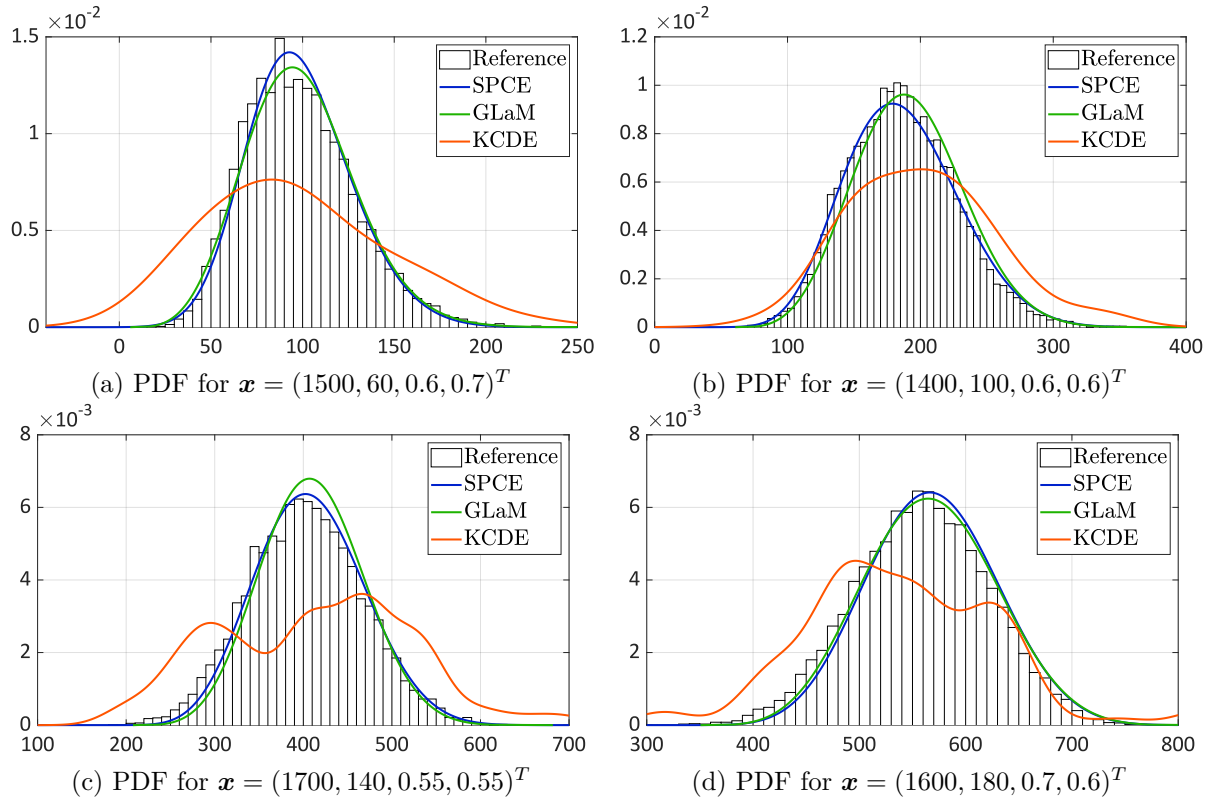 ×10⁻²
1.5
1
0.5
0
0 50 100 150 200 250
Reference
SPCE
GLaM
KCDE
(a) PDF for x = (1500, 60, 0.6, 0.7)ᵀ
×10⁻²
1.2
1
0.8
0.6
0.4
0.2
0
0 100 200 300 400
Reference
SPCE
GLaM
KCDE
(b) PDF for x = (1400, 100, 0.6, 0.6)ᵀ
×10⁻³
8
6
4
2
0
100 200 300 400 500 600 700
Reference
SPCE
GLaM
KCDE
(c) PDF for x = (1700, 140, 0.55, 0.55)ᵀ
×10⁻³
8
6
4
2
0
300 400 500 600 700 800
Reference
SPCE
GLaM
KCDE
(d) PDF for x = (1600, 180, 0.7, 0.6)ᵀ